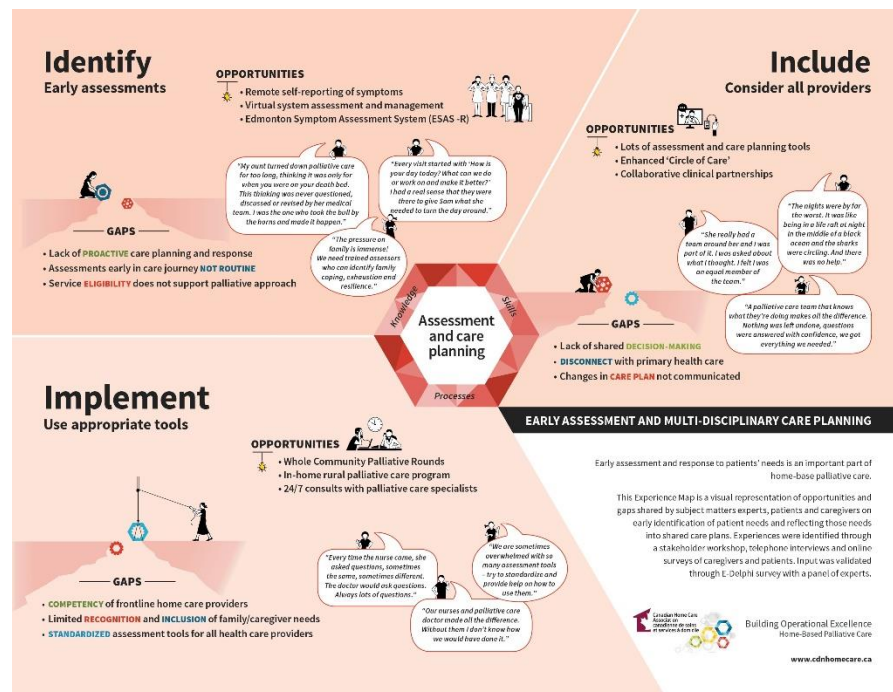 Identify
Early assessments
OPPORTUNITIES
• Remote self-reporting of symptoms
• Virtual system assessment and management
• Edmonton Symptom Assessment System (ESAS -R)
"My aunt turned down palliative care
for too long, thinking it was only for
when you were on your death bed.
This thinking was never questioned,
discussed or revised by her medical
team. I was the one who took the bull by
the horns and made it happen."
"Every visit started with 'How is
your day today? What can we do
or work on and make it better?'
I had a real sense that they were
there to give Sam what she
needed to turn the day around."
"The pressure on
family is immense!
We need trained assessors
who can identify family
coping, exhaustion and
resilience."
GAPS
• Lack of PROACTIVE care planning and response
• Assessments early in care journey NOT ROUTINE
• Service ELIGIBILITY does not support palliative approach
Include
Consider all providers
OPPORTUNITIES
• Lots of assessment and care planning tools
• Enhanced 'Circle of Care'
• Collaborative clinical partnerships
"She really had a
team around her and I was
part of it. I was asked about
what I thought. I felt I was
an equal member of
the team."
"The nights were by far
the worst. It was like
being in a life raft at night
in the middle of a black
ocean and the sharks
were circling. And there
was no help."
"A palliative care team that knows
what they're doing makes all the difference.
Nothing was left undone, questions
were answered with confidence, we got
everything we needed."
GAPS
• Lack of shared DECISION-MAKING
• DISCONNECT with primary health care
• Changes in CARE PLAN not communicated
Knowledge
Skills
Assessment
and care
planning
Processes
Implement
Use appropriate tools
OPPORTUNITIES
• Whole Community Palliative Rounds
• In-home rural palliative care program
• 24/7 consults with palliative care specialists
"Every time the nurse came, she
asked questions, sometimes
the same, sometimes different.
The doctor would ask questions.
Always lots of questions."
"We are sometimes
overwhelmed with so
many assessment tools
- try to standardize and
provide help on how to
use them."
"Our nurses and palliative care
doctor made all the difference.
Without them I don't know how
we would have done it."
GAPS
• COMPETENCY of frontline home care providers
• Limited RECOGNITION and INCLUSION of family/caregiver needs
• STANDARDIZED assessment tools for all health care providers
EARLY ASSESSMENT AND MULTI-DISCIPLINARY CARE PLANNING
Early assessment and response to patients' needs is an important part of
home-base palliative care.
This Experience Map is a visual representation of opportunities and
gaps shared by subject matters experts, patients and caregivers on
early identification of patient needs and reflecting those needs
into shared care plans. Experiences were identified through
a stakeholder workshop, telephone interviews and online
surveys of caregivers and patients. Input was validated
through E-Delphi survey with a panel of experts.
Canadian Home Care
Association
canadienne de soins
et services à domicile
Building Operational Excellence
Home-Based Palliative Care
www.cdnhomecare.ca